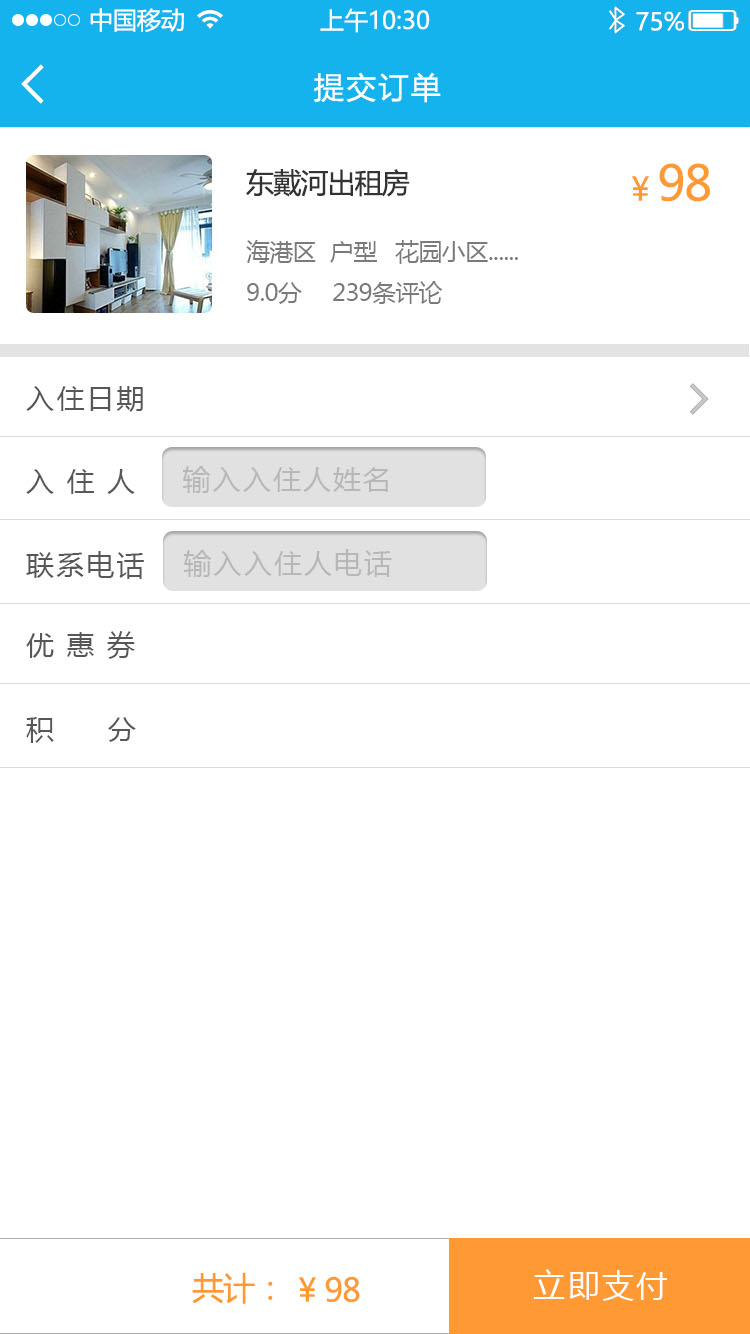 中国移动 上午10:30 75%
提交订单
东戴河出租房 ¥ 98
海港区 户型 花园小区......
9.0分 239条评论
入住日期
入 住 人 输入入住人姓名
联系电话 输入入住人电话
优 惠 券
积 分
共计： ¥ 98 立即支付